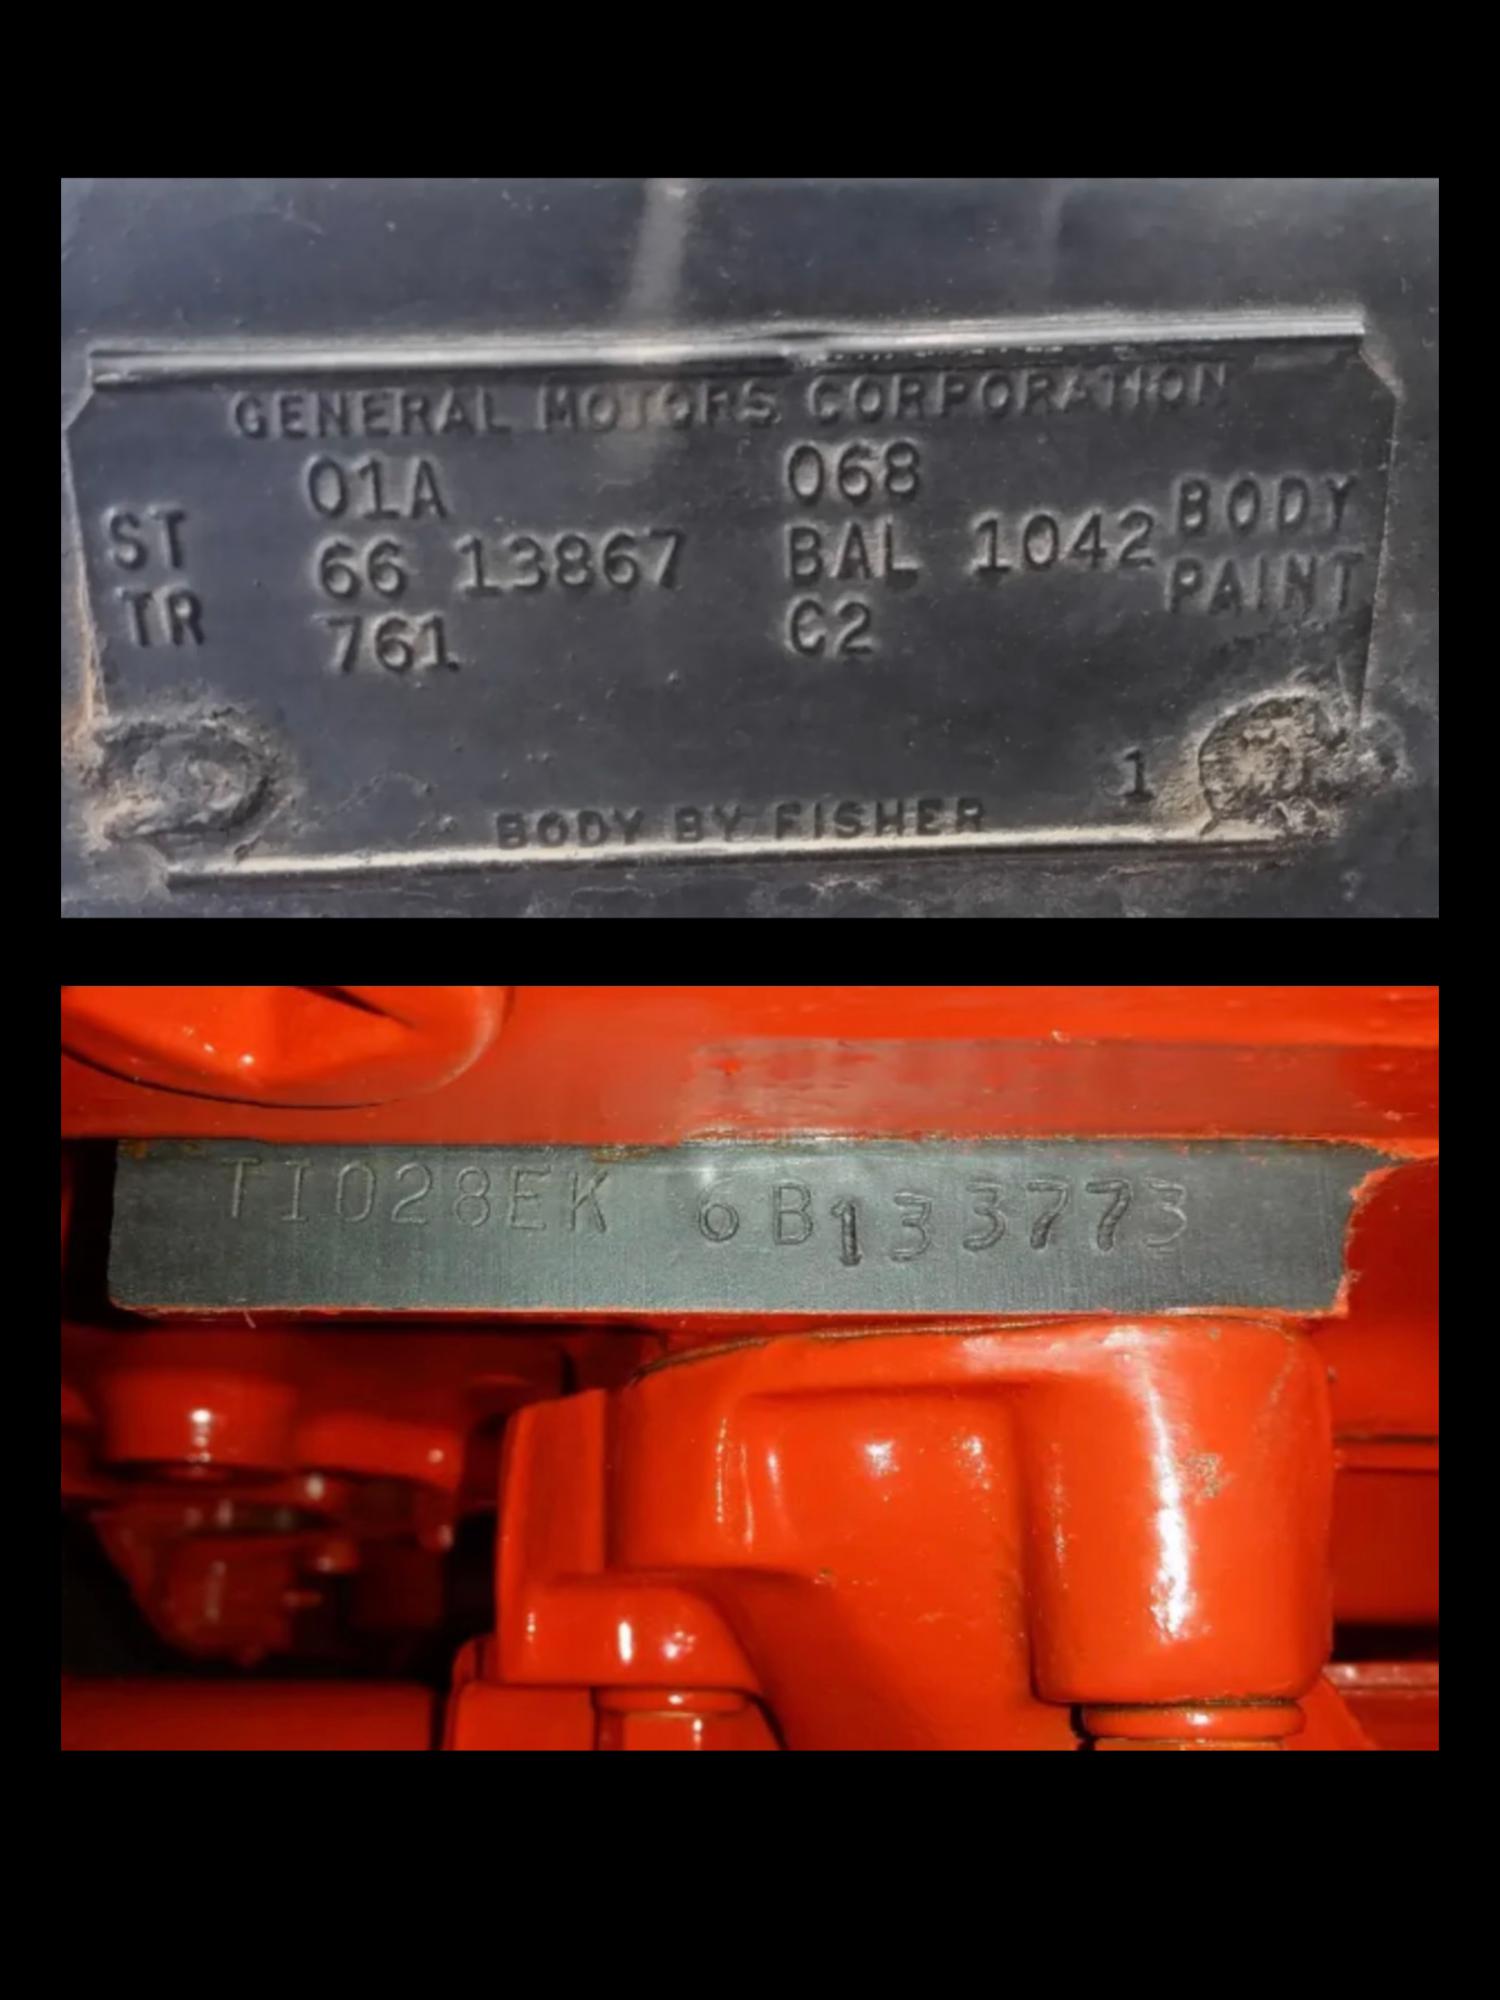 GENERAL MOTORS CORPORATION
01A 068
ST 66 13867 BAL 1042 BODY
TR 761 C2 PAINT
1
BODY BY FISHER
T1028EK 6B133773